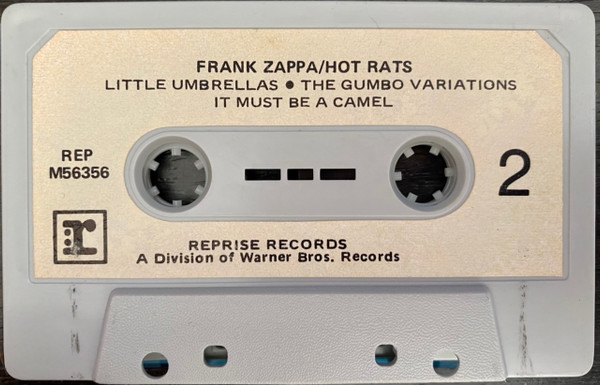 FRANK ZAPPA/HOT RATS
LITTLE UMBRELLAS • THE GUMBO VARIATIONS
IT MUST BE A CAMEL
REP
M56356
2
r
REPRISE RECORDS
A Division of Warner Bros. Records